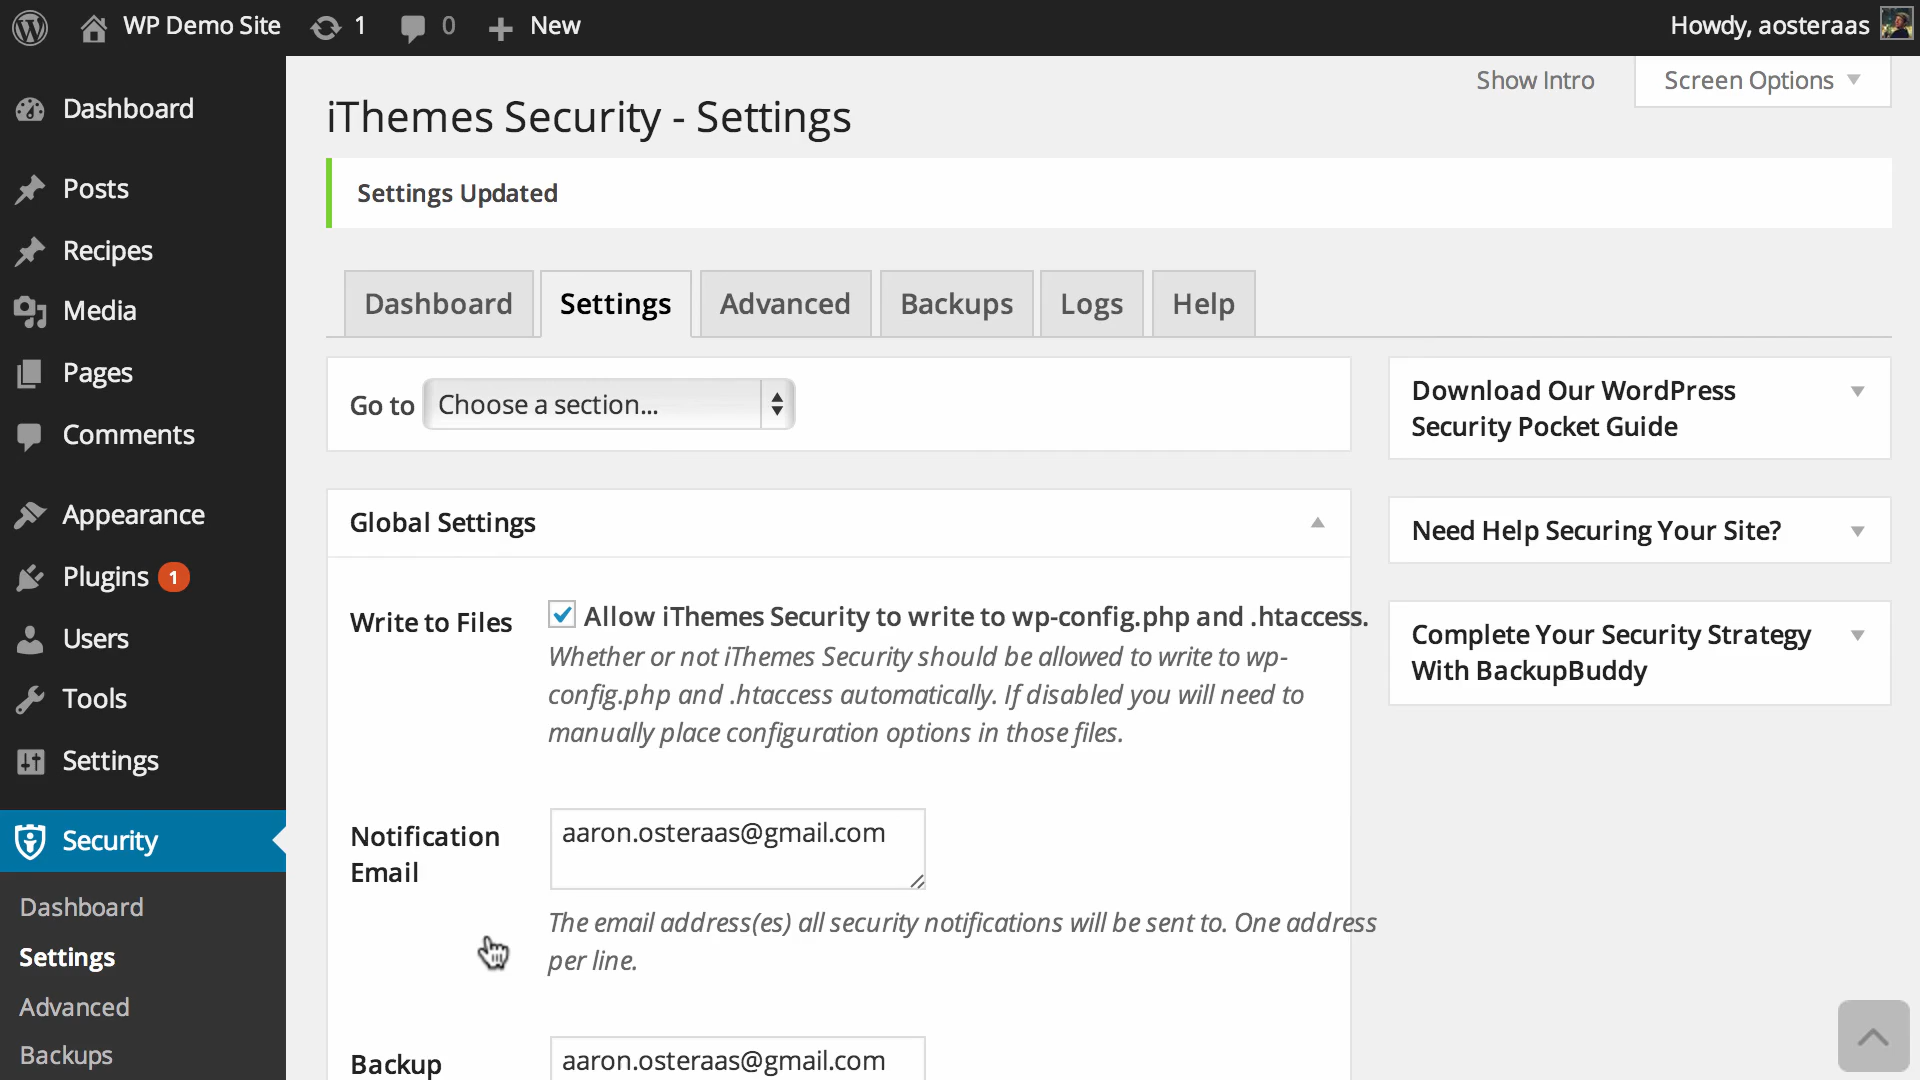 WP Demo Site 1 0 New Howdy, aosteraas
Show Intro Screen Options
Dashboard
Posts
Recipes
Media
Pages
Comments
Appearance
Plugins 1
Users
Tools
Settings
Security
Dashboard
Settings
Advanced
Backups
iThemes Security - Settings
Settings Updated
Dashboard Settings Advanced Backups Logs Help
Go to Choose a section...
Global Settings
Write to Files
Allow iThemes Security to write to wp-config.php and .htaccess.
Whether or not iThemes Security should be allowed to write to wp-
config.php and .htaccess automatically. If disabled you will need to
manually place configuration options in those files.
Notification
Email
aaron.osteraas@gmail.com
The email address(es) all security notifications will be sent to. One address
per line.
Backup
aaron.osteraas@gmail.com
Download Our WordPress
Security Pocket Guide
Need Help Securing Your Site?
Complete Your Security Strategy
With BackupBuddy